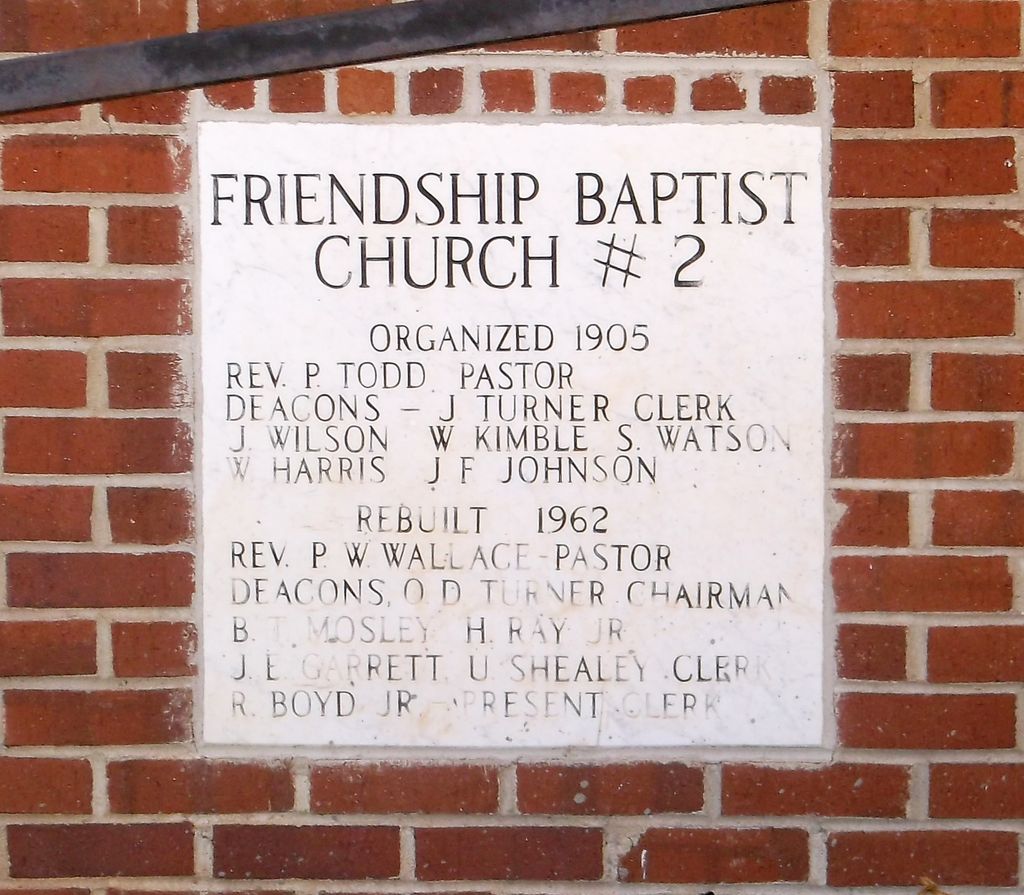 FRIENDSHIP BAPTIST
CHURCH # 2
ORGANIZED 1905
REV. P. TODD PASTOR
DEACONS – J TURNER CLERK
J. WILSON W KIMBLE S. WATSON
W HARRIS J F JOHNSON
REBUILT 1962
REV. P. W. WALLACE - PASTOR
DEACONS, O D TURNER CHAIRMAN
B. T. MOSLEY H. RAY JR
J. E GARRETT U. SHEALEY CLERK
R. BOYD JR - PRESENT CLERK